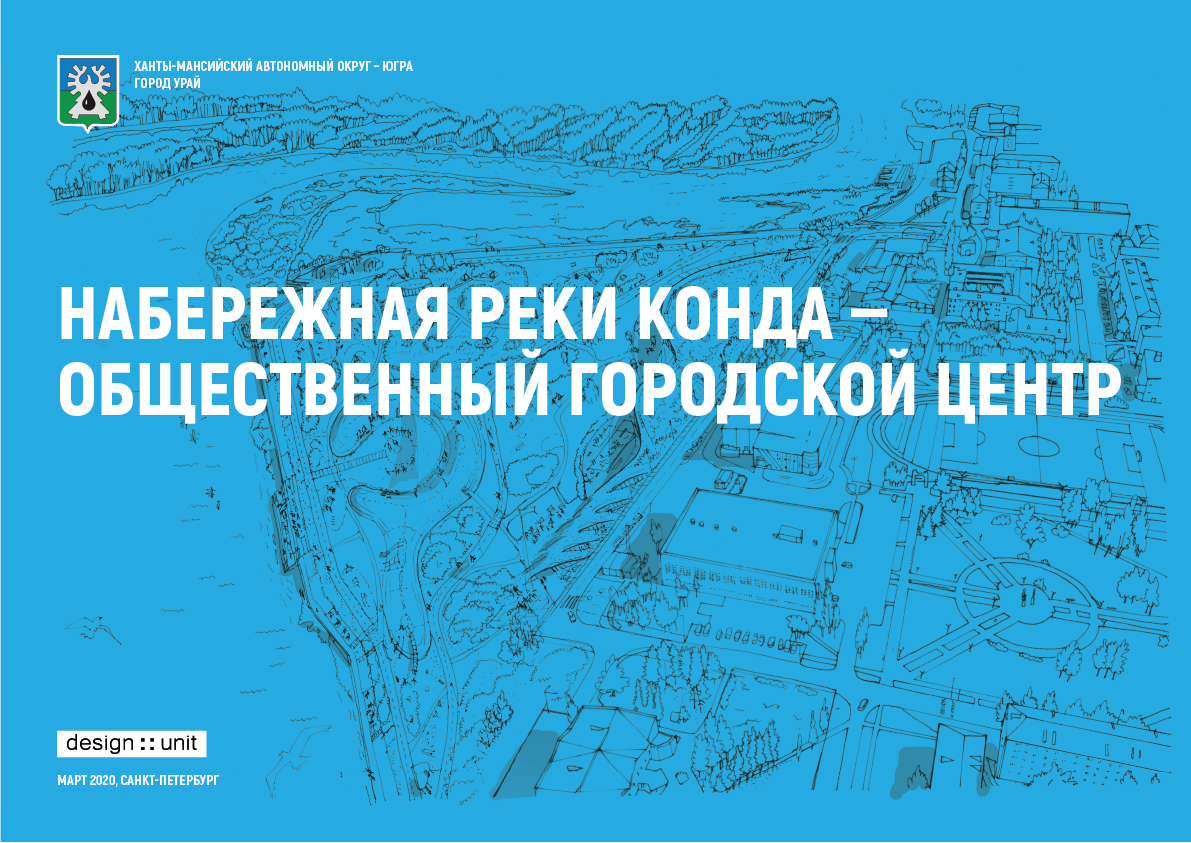 ХАНТЫ-МАНСИЙСКИЙ АВТОНОМНЫЙ ОКРУГ – ЮГРА
ГОРОД УРАЙ
НАБЕРЕЖНАЯ РЕКИ КОНДА –
ОБЩЕСТВЕННЫЙ ГОРОДСКОЙ ЦЕНТР
design :: unit
МАРТ 2020, САНКТ-ПЕТЕРБУРГ